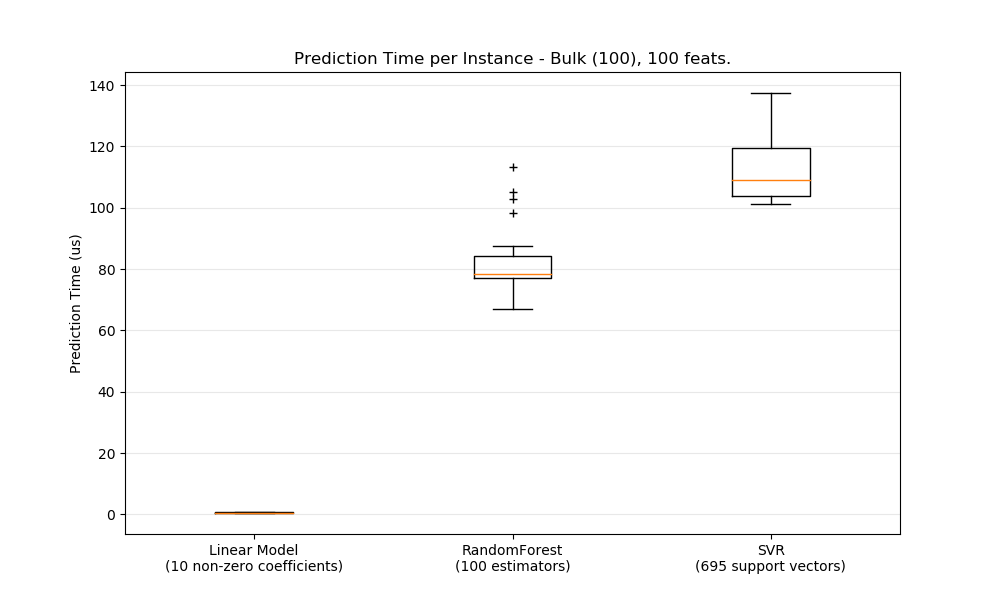 Prediction Time per Instance - Bulk (100), 100 feats.
Prediction Time (us)
140
120
100
80
60
40
20
0
Linear Model
(10 non-zero coefficients)
RandomForest
(100 estimators)
SVR
(695 support vectors)